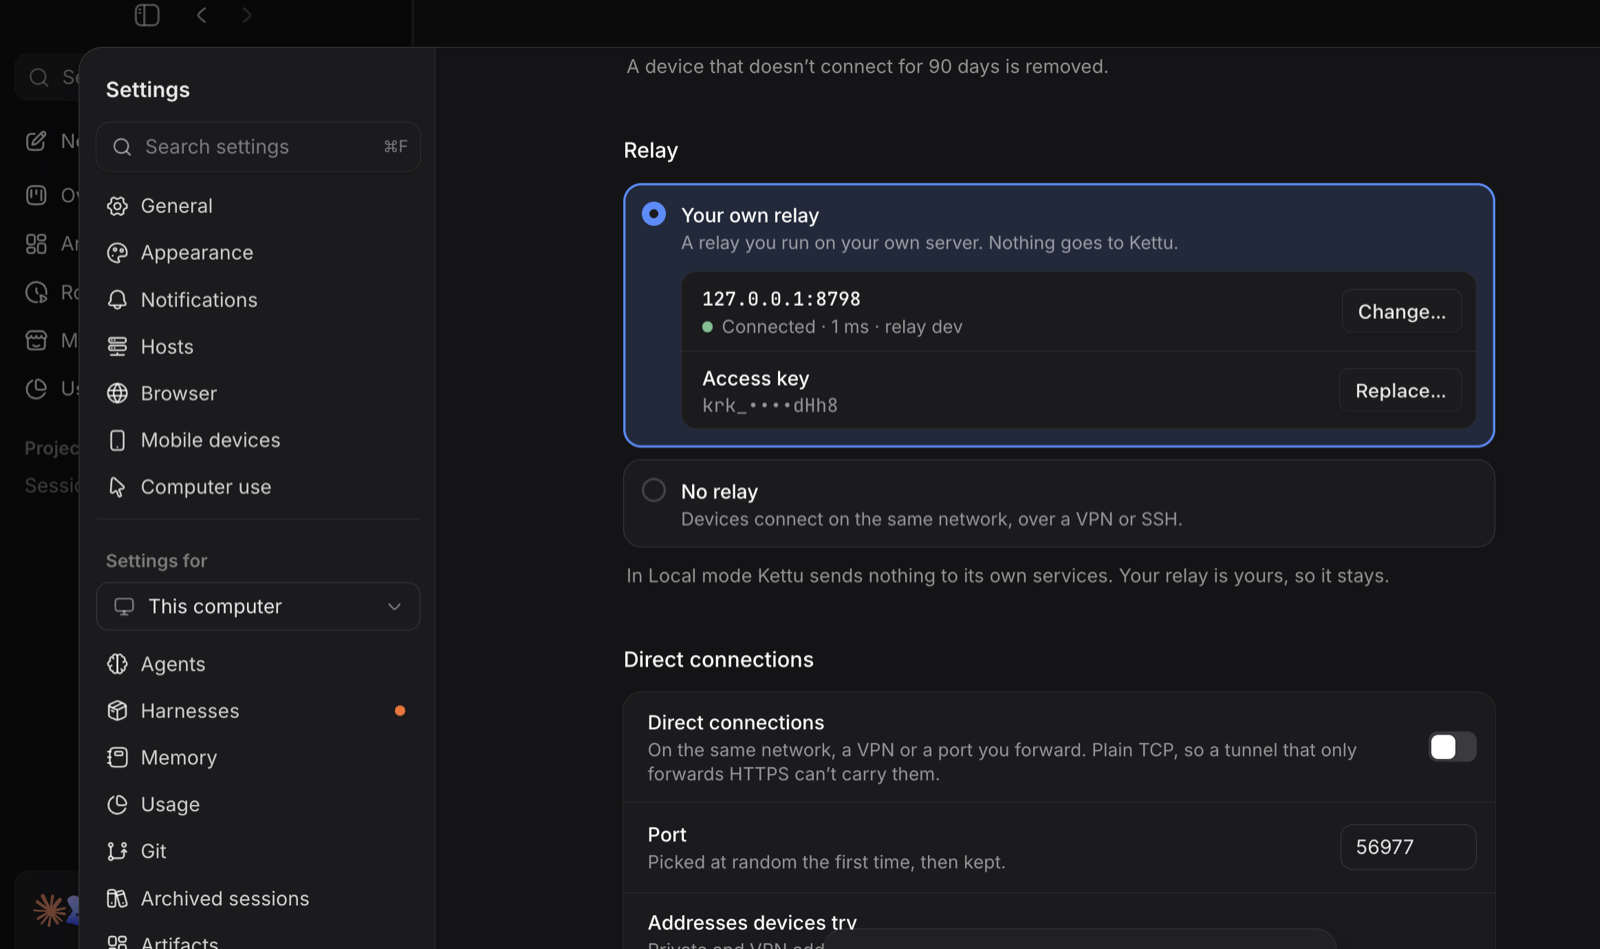 Settings
Search settings
⌘F
General
Appearance
Notifications
Hosts
Browser
Mobile devices
Computer use
Settings for
This computer
Agents
Harnesses
Memory
Usage
Git
Archived sessions
Artifacts
A device that doesn’t connect for 90 days is removed.
Relay
Your own relay
A relay you run on your own server. Nothing goes to Kettu.
127.0.0.1:8798
Connected · 1 ms · relay dev
Change...
Access key
krk_••••dHh8
Replace...
No relay
Devices connect on the same network, over a VPN or SSH.
In Local mode Kettu sends nothing to its own services. Your relay is yours, so it stays.
Direct connections
Direct connections
On the same network, a VPN or a port you forward. Plain TCP, so a tunnel that only
forwards HTTPS can’t carry them.
Port
Picked at random the first time, then kept.
56977
Addresses devices try
Private and VPN